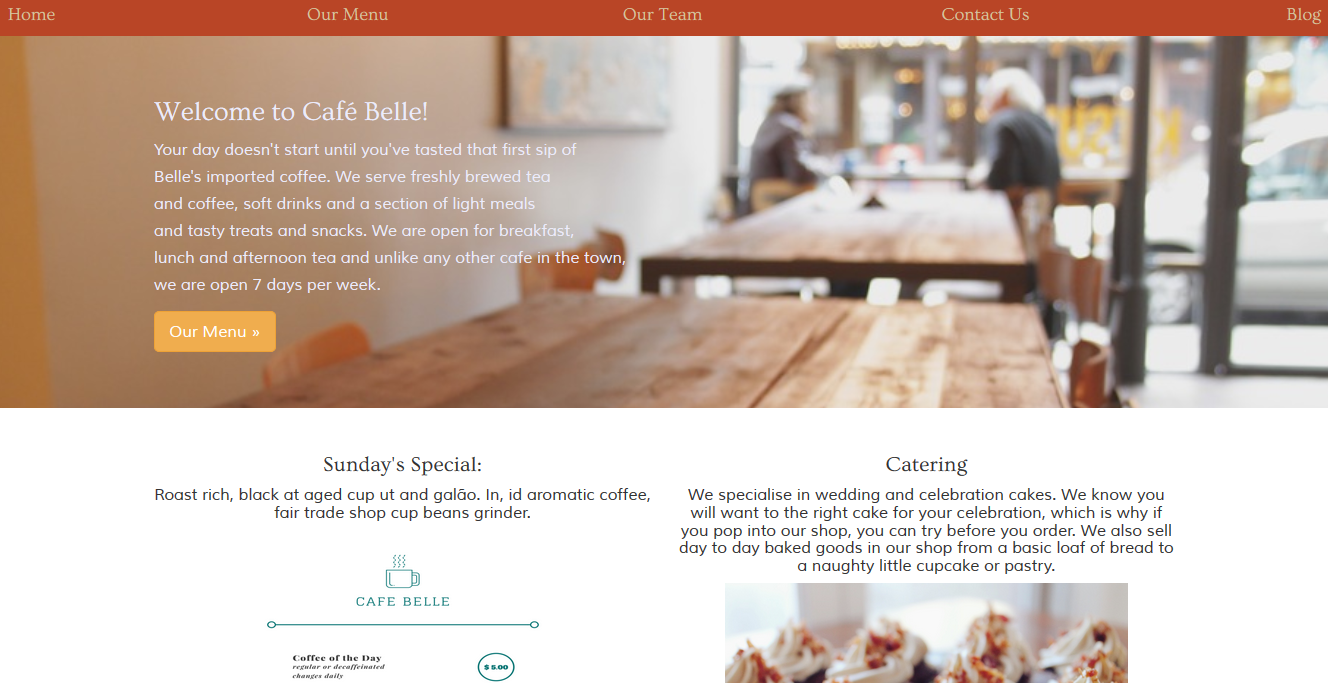 Home Our Menu Our Team Contact Us Blog
Welcome to Café Belle!
Your day doesn't start until you've tasted that first sip of
Belle's imported coffee. We serve freshly brewed tea
and coffee, soft drinks and a section of light meals
and tasty treats and snacks. We are open for breakfast,
lunch and afternoon tea and unlike any other cafe in the town,
we are open 7 days per week.
Our Menu »
Sunday's Special:
Roast rich, black at aged cup ut and galão. In, id aromatic coffee,
fair trade shop cup beans grinder.
CAFE BELLE
Coffee of the Day
regular or decaffeinated
changes daily
$ 5.00
Catering
We specialise in wedding and celebration cakes. We know you
will want to the right cake for your celebration, which is why if
you pop into our shop, you can try before you order. We also sell
day to day baked goods in our shop from a basic loaf of bread to
a naughty little cupcake or pastry.